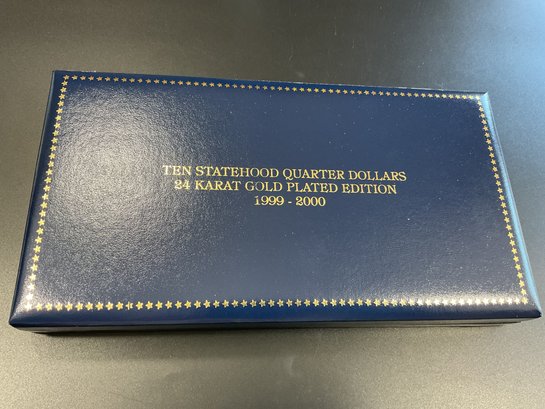 TEN STATEHOOD QUARTER DOLLARS
24 KARAT GOLD PLATED EDITION
1999 - 2000